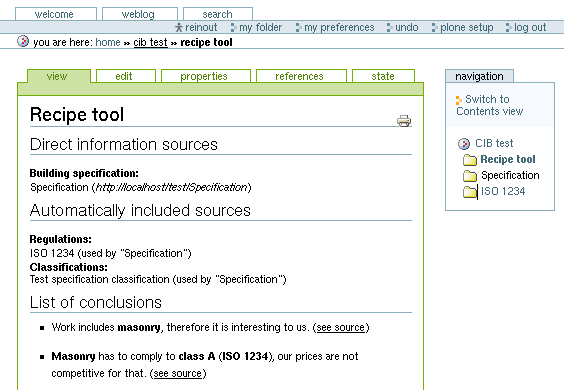 welcome weblog search
reinout my folder my preferences undo plone setup log out
you are here: home » cib test » recipe tool
view edit properties references state
Recipe tool
Direct information sources
Building specification:
Specification (http://localhost/test/Specification)
Automatically included sources
Regulations:
ISO 1234 (used by "Specification")
Classifications:
Test specification classification (used by "Specification")
List of conclusions
Work includes masonry, therefore it is interesting to us. (see source)
Masonry has to comply to class A (ISO 1234), our prices are not
competitive for that. (see source)
navigation
Switch to
Contents view
CIB test
Recipe tool
Specification
ISO 1234